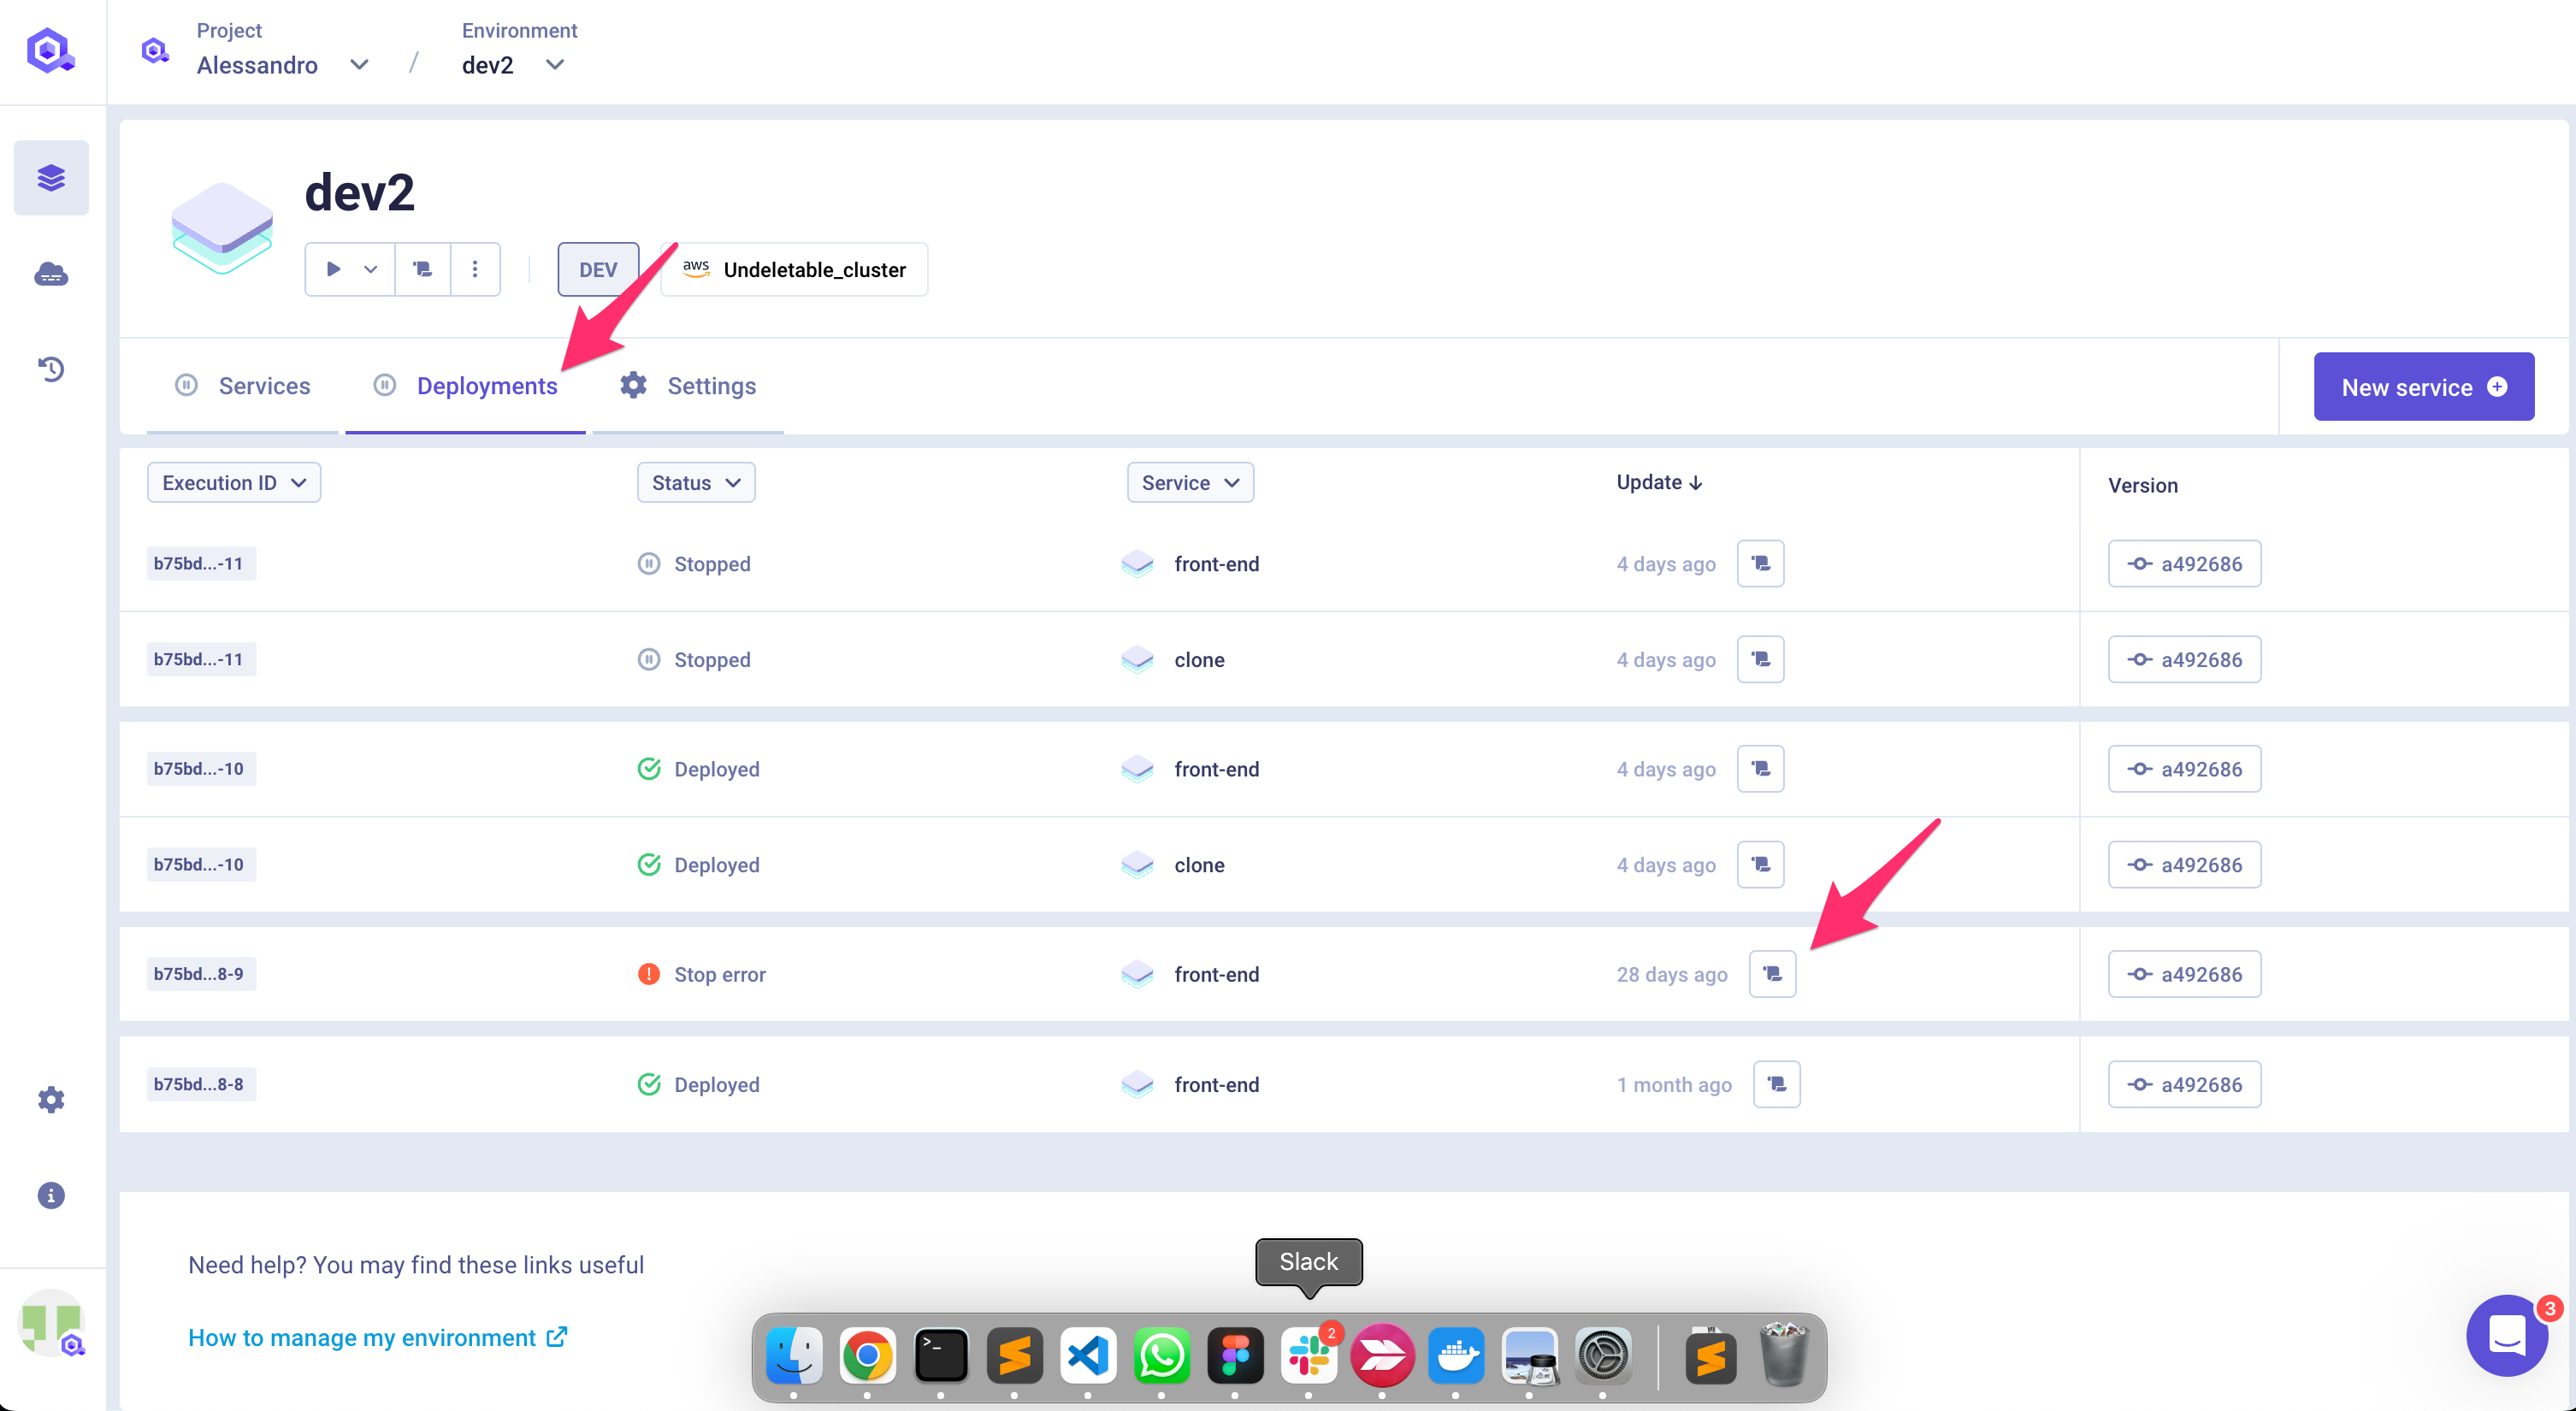 Project
Alessandro
/
Environment
dev2
dev2
DEV
aws
Undeletable_cluster
Services
Deployments
Settings
New service
Execution ID
Status
Service
Update
Version
b75bd...-11
Stopped
front-end
4 days ago
a492686
b75bd...-11
Stopped
clone
4 days ago
a492686
b75bd...-10
Deployed
front-end
4 days ago
a492686
b75bd...-10
Deployed
clone
4 days ago
a492686
b75bd...8-9
Stop error
front-end
28 days ago
a492686
b75bd...8-8
Deployed
front-end
1 month ago
a492686
Need help? You may find these links useful
How to manage my environment
Slack
2
3